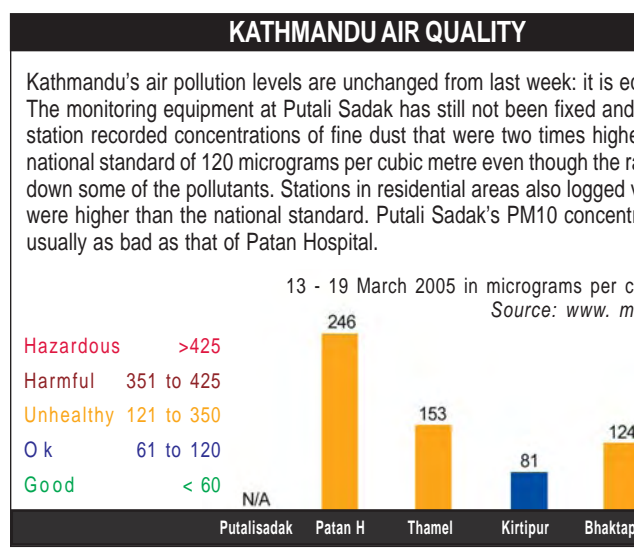 KATHMANDU AIR QUALITY
Kathmandu's air pollution levels are unchanged from last week: it is
The monitoring equipment at Putali Sadak has still not been fixed and
station recorded concentrations of fine dust that were two times
national standard of 120 micrograms per cubic metre even though the
down some of the pollutants. Stations in residential areas also logged
were higher than the national standard. Putali Sadak's PM10
usually as bad as that of Patan Hospital.
13 - 19 March 2005 in micrograms per
Source: www.
246
Hazardous >425
Harmful 351 to 425
Unhealthy 121 to 350
153
124
Ok 61 to 120
81
Good < 60
N/A
Putalisadak Patan H Thamel Kirtipur